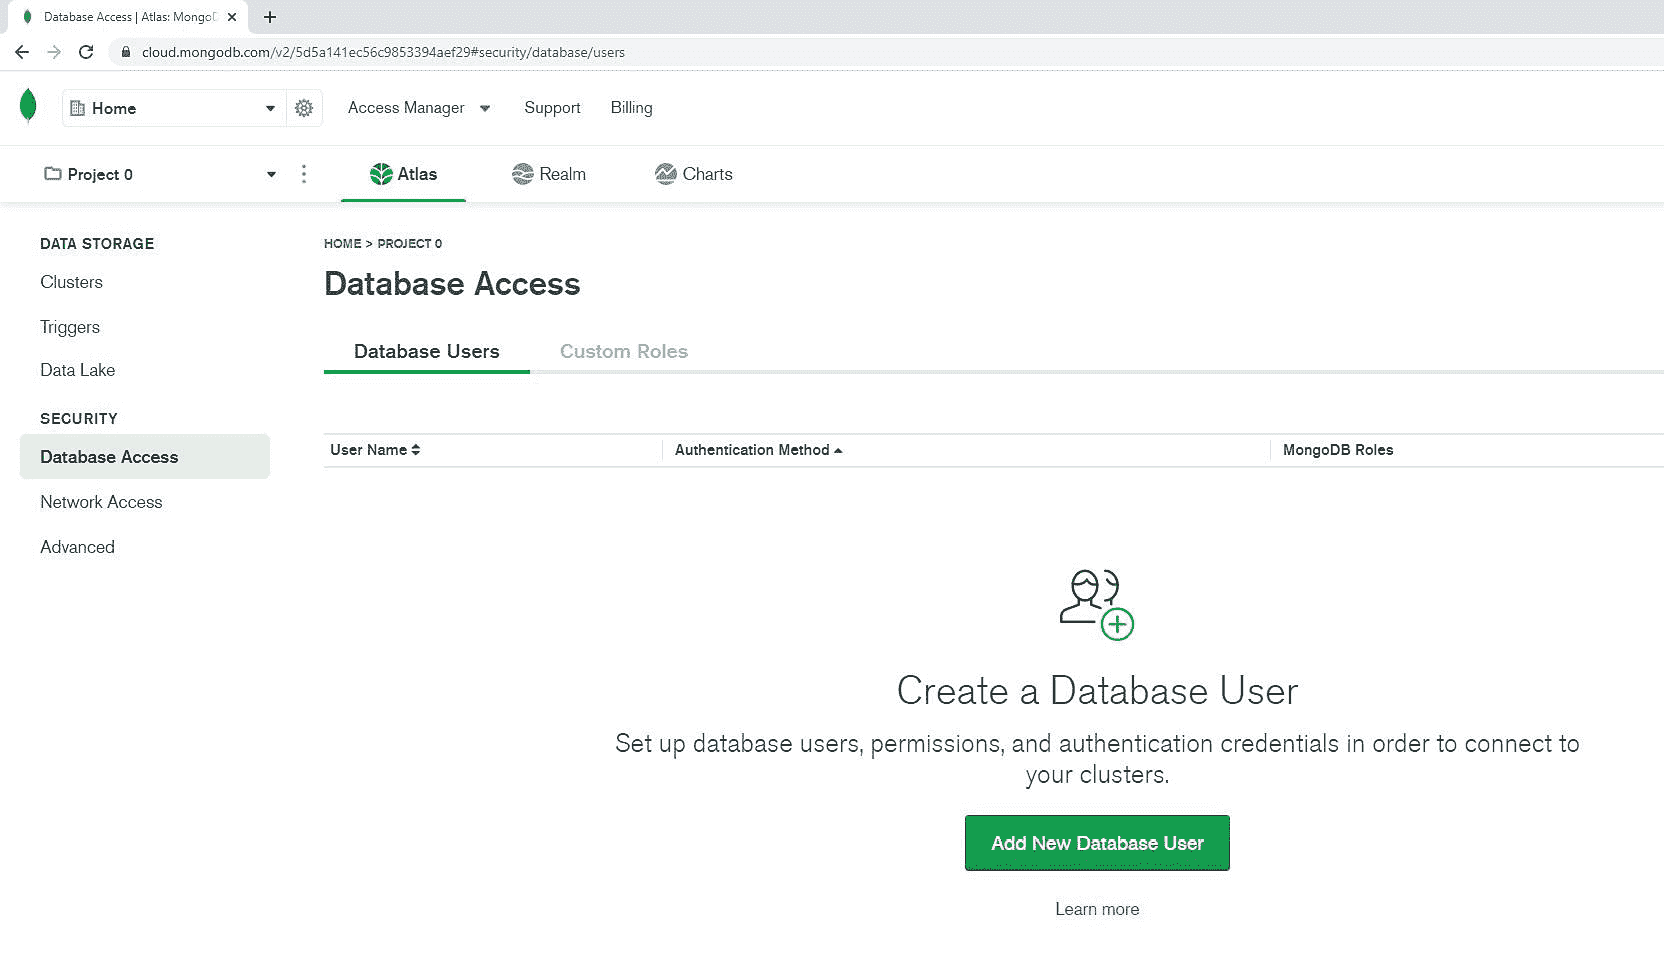 Database Access | Atlas: MongoD
cloud.mongodb.com/v2/5d5a141ec56c9853394aef29#security/database/users
Home
Access Manager
Support
Billing
Project 0
Atlas
Realm
Charts
DATA STORAGE
Clusters
Triggers
Data Lake
SECURITY
Database Access
Network Access
Advanced
HOME > PROJECT 0
Database Access
Database Users
Custom Roles
User Name
Authentication Method
MongoDB Roles
Create a Database User
Set up database users, permissions, and authentication credentials in order to connect to
your clusters.
Add New Database User
Learn more